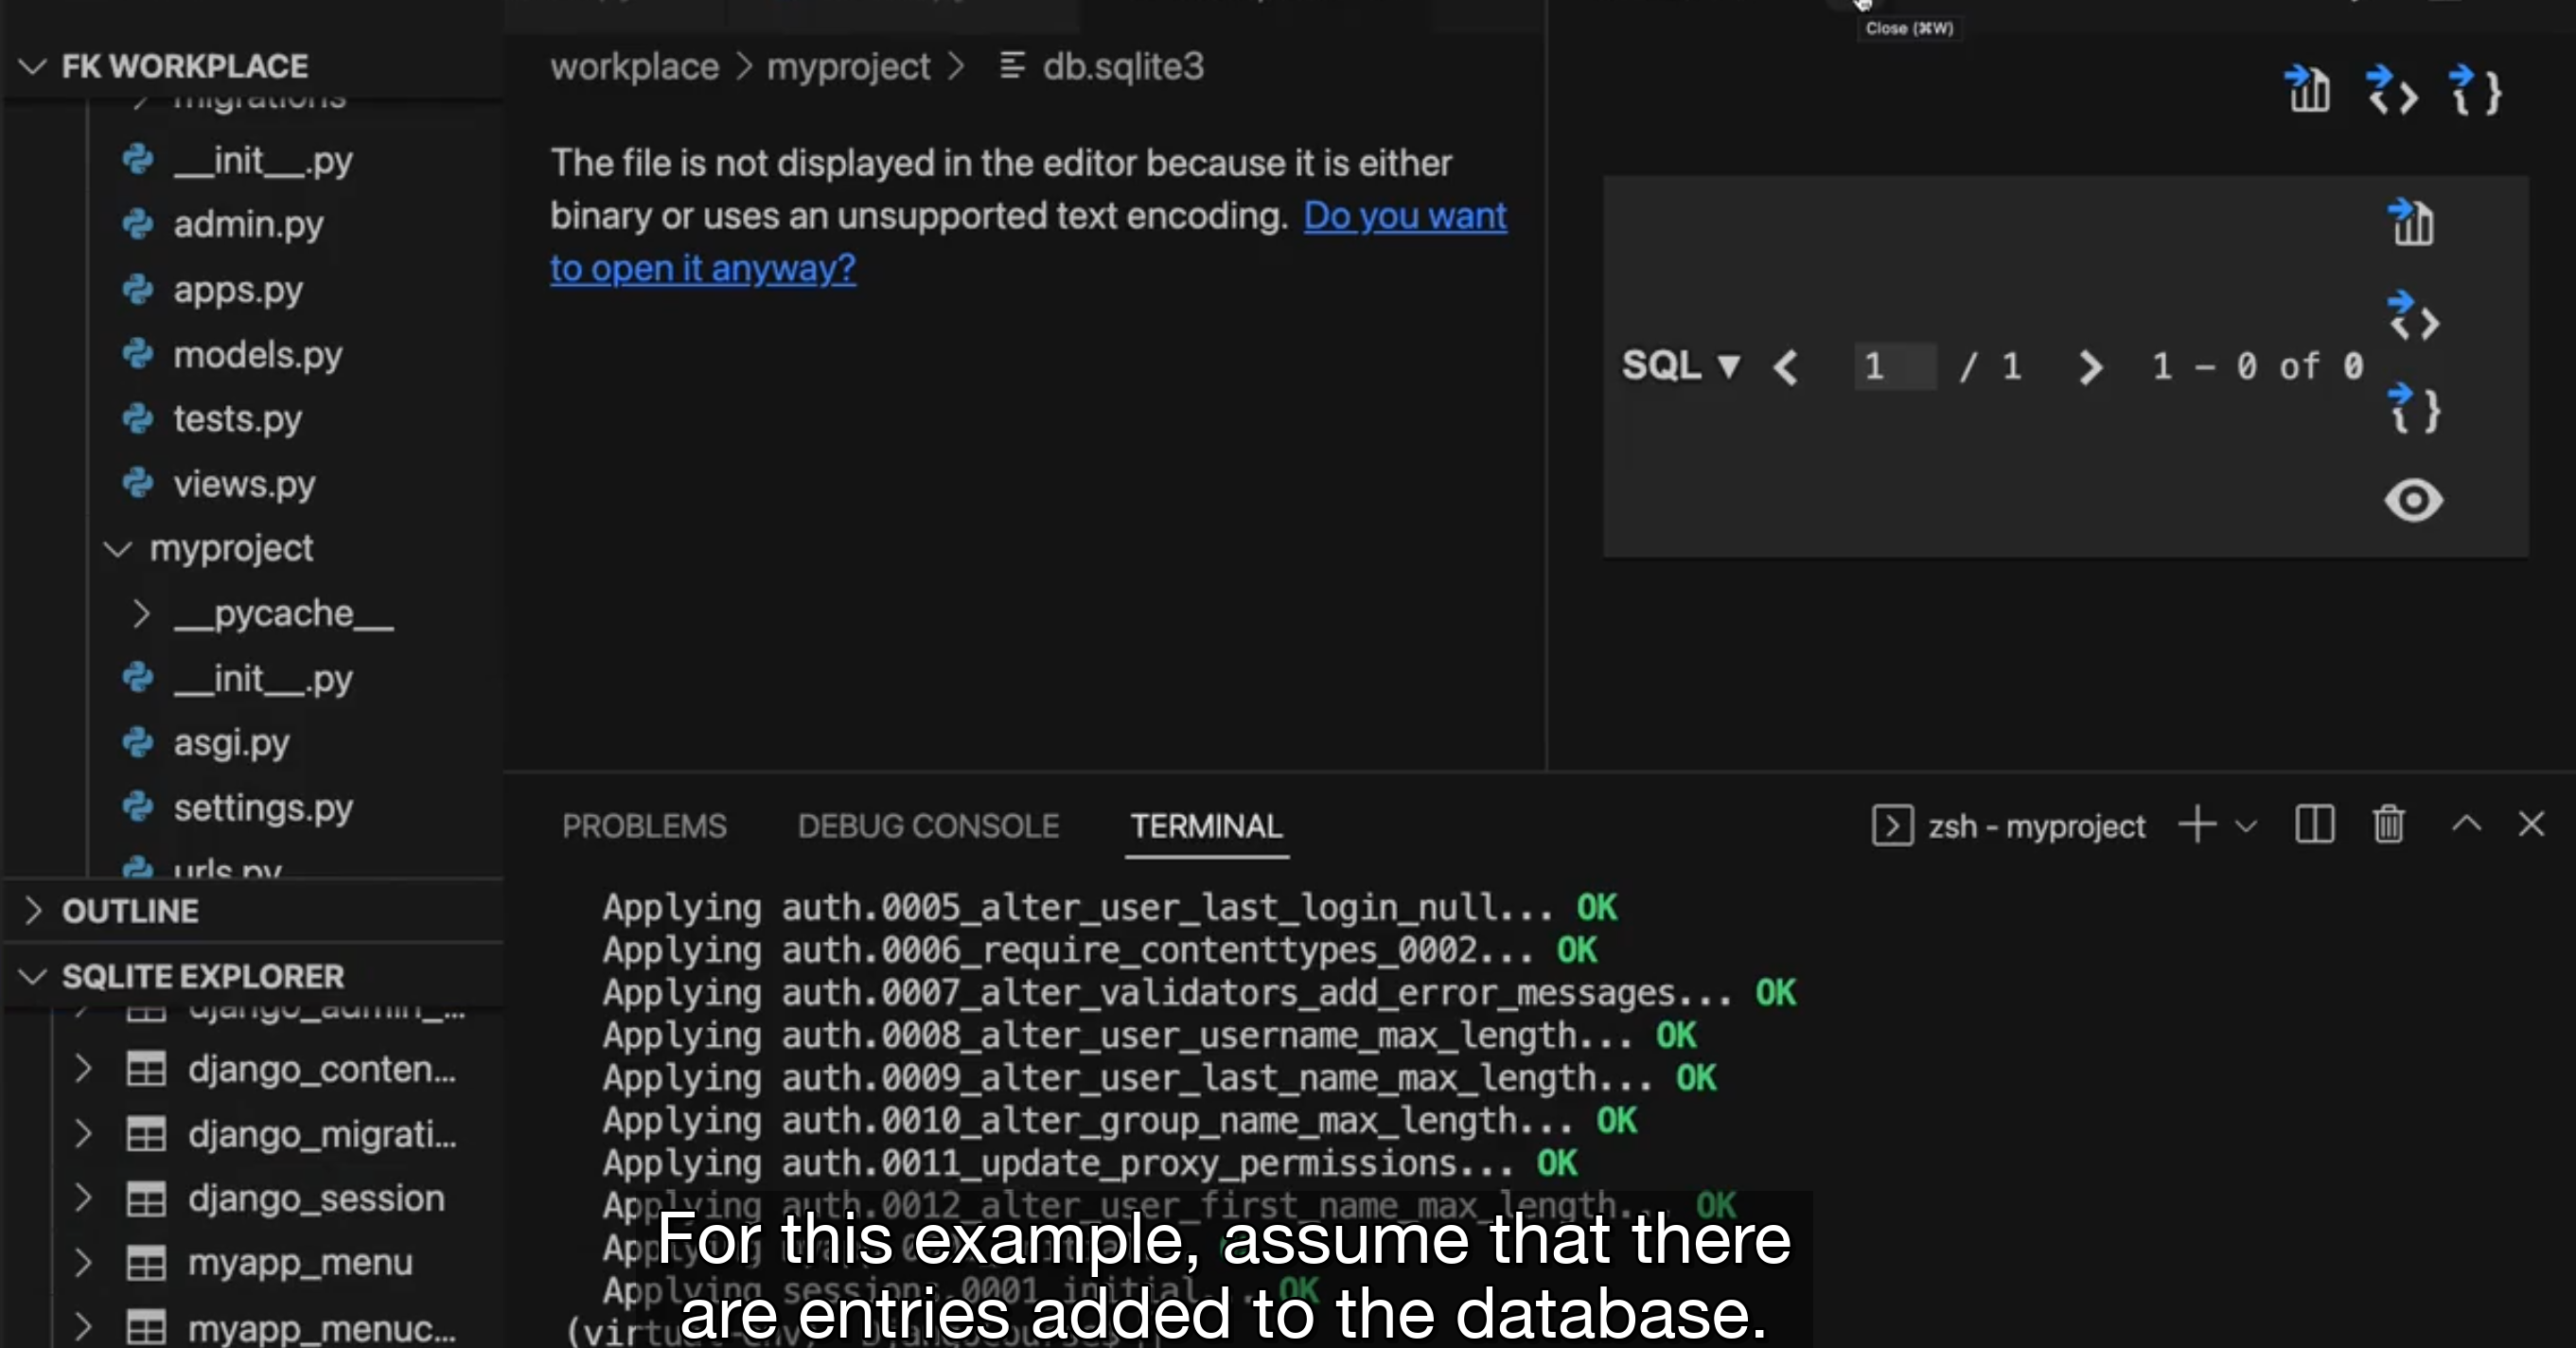 Close (⌘W)
FK WORKPLACE
migrations
__init__.py
admin.py
apps.py
models.py
tests.py
views.py
myproject
__pycache__
__init__.py
asgi.py
settings.py
urls.py
OUTLINE
SQLITE EXPLORER
django_admin_...
django_conten...
django_migrati...
django_session
myapp_menu
myapp_menuc...
workplace > myproject > db.sqlite3
The file is not displayed in the editor because it is either
binary or uses an unsupported text encoding. Do you want
to open it anyway?
SQL ▼ < 1 / 1 > 1 – 0 of 0
PROBLEMS DEBUG CONSOLE TERMINAL
zsh - myproject
Applying auth.0005_alter_user_last_login_null... OK
Applying auth.0006_require_contenttypes_0002... OK
Applying auth.0007_alter_validators_add_error_messages... OK
Applying auth.0008_alter_user_username_max_length... OK
Applying auth.0009_alter_user_last_name_max_length... OK
Applying auth.0010_alter_group_name_max_length... OK
Applying auth.0011_update_proxy_permissions... OK
Applying auth.0012_alter_user_first_name_max_length... OK
Applying
Applying sessions.0001_initial... OK
For this example, assume that there
are entries added to the database.